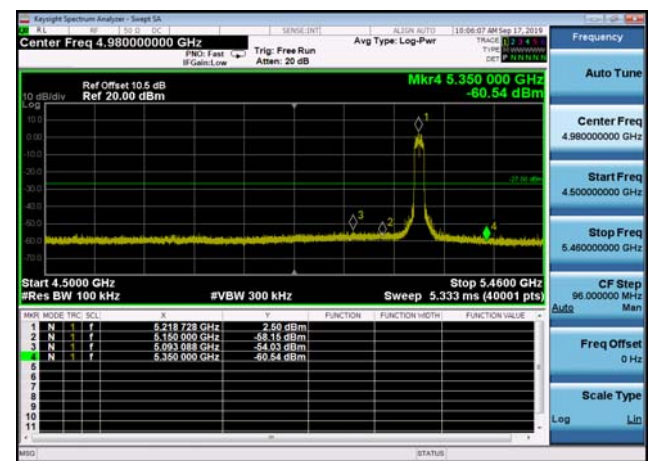 Keysight Spectrum Analyzer - Swept SA
RL RF 50 Ω DC SENSE:INT ALIGN AUTO 10:06:07 AM Sep 17, 2019
Center Freq 4.980000000 GHz
PNO: Fast
IFGain:Low
Trig: Free Run
Atten: 20 dB
Avg Type: Log-Pwr
TRACE 1 2 3 4 5 6
TYPE
DET P N N N N N
Ref Offset 10.5 dB
10 dB/div Ref 20.00 dBm
Log
Mkr4 5.350 000 GHz
-60.54 dBm
10.0
0.00
-10.0
-20.0
-30.0
-40.0
-50.0
-60.0
-70.0
1
2
3
4
-27.00 dBm
Start 4.5000 GHz Stop 5.4600 GHz
#Res BW 100 kHz #VBW 300 kHz Sweep 5.333 ms (40001 pts)
MKR MODE TRC SCL X Y FUNCTION FUNCTION WIDTH FUNCTION VALUE
1 N 1 f 5.218 728 GHz 2.50 dBm
2 N 1 f 5.150 000 GHz -58.15 dBm
3 N 1 f 5.093 088 GHz -54.03 dBm
4 N 1 f 5.350 000 GHz -60.54 dBm
5
6
7
8
9
10
11
MSG STATUS
Frequency
Auto Tune
Center Freq
4.980000000 GHz
Start Freq
4.500000000 GHz
Stop Freq
5.460000000 GHz
CF Step
96.000000 MHz
Auto Man
Freq Offset
0 Hz
Scale Type
Log Lin